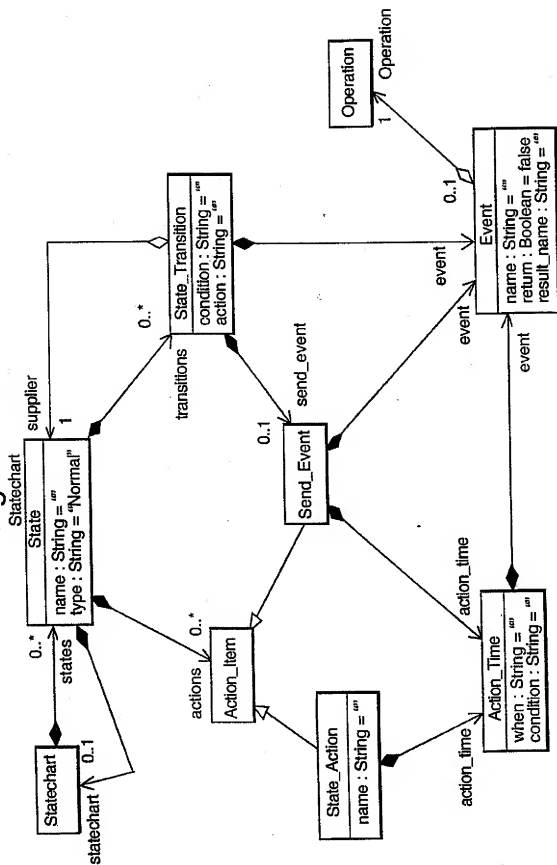 Statechart
State
name : String = “”
type : String = “Normal”
supplier
1
0..*
states
Statechart
0..1
statechart
0..*
transitions
State_Transition
condition : String = “”
action : String = “”
actions
0..*
Action_Item
0..1
send_event
Send_Event
Operation
1
Operation
0..1
event
event
event
Event
name : String = “”
return : Boolean = false
result_name : String = “”
State_Action
name : String = “”
action_time
action_time
Action_Time
when : String = “”
condition : String = “”